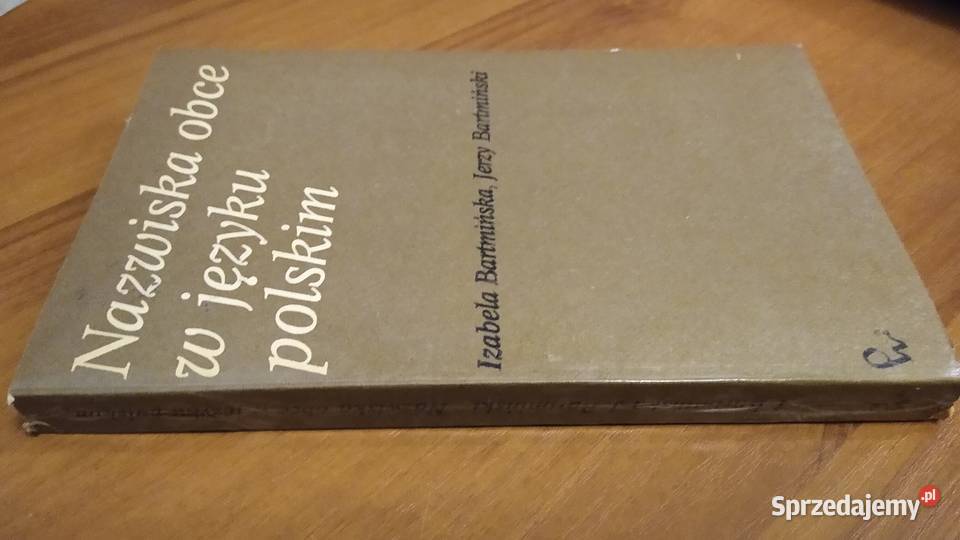 Nazwiska obce
w języku
polskim
Izabela Bartmińska, Jerzy Bartmiński
Sprzedajemy.pl